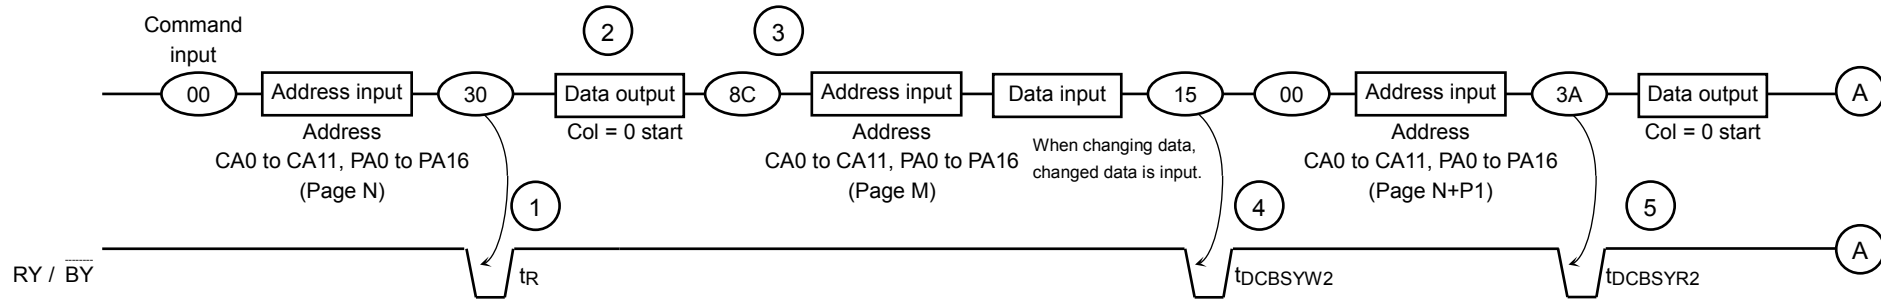 Command
input
2
3
00
Address input
30
Data output
8C
Address input
Data input
15
00
Address input
3A
Data output
A
Address
CA0 to CA11, PA0 to PA16
(Page N)
Col = 0 start
Address
CA0 to CA11, PA0 to PA16
(Page M)
When changing data,
changed data is input.
Address
CA0 to CA11, PA0 to PA16
(Page N+P1)
Col = 0 start
1
4
5
RY / BY
tR
tDCBSYW2
tDCBSYR2
A